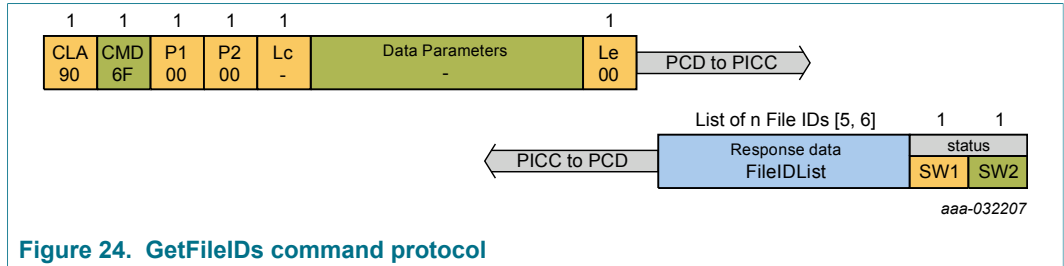 1 1 1 1 1 1
CLA CMD P1 P2 Lc Data Parameters Le
90 6F 00 00 - - 00
PCD to PICC
List of n File IDs [5, 6] 1 1
PICC to PCD
Response data status
FileIDList SW1 SW2
aaa-032207
Figure 24. GetFileIDs command protocol